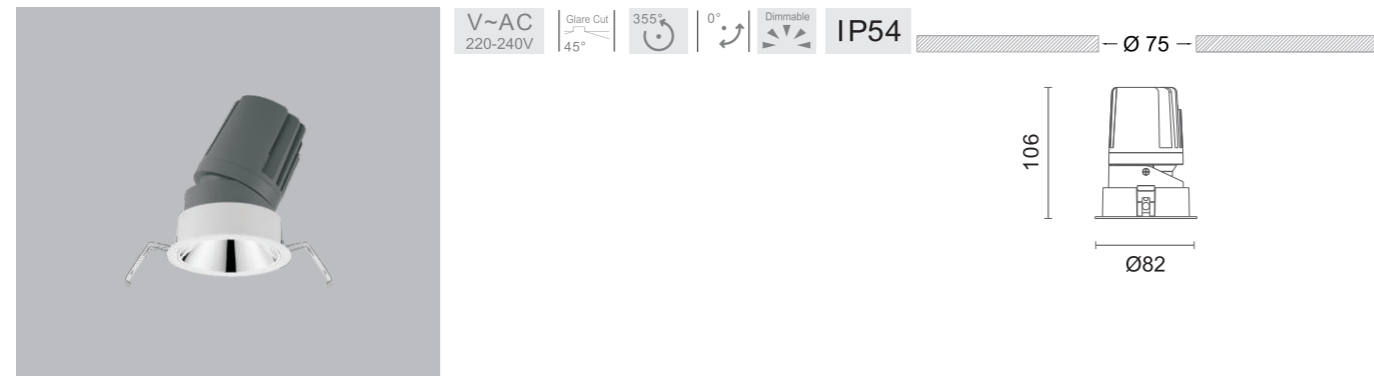 V~AC
220-240V
Glare Cut
45°
355°
0°
Dimmable
IP54
Ø 75
106
Ø82